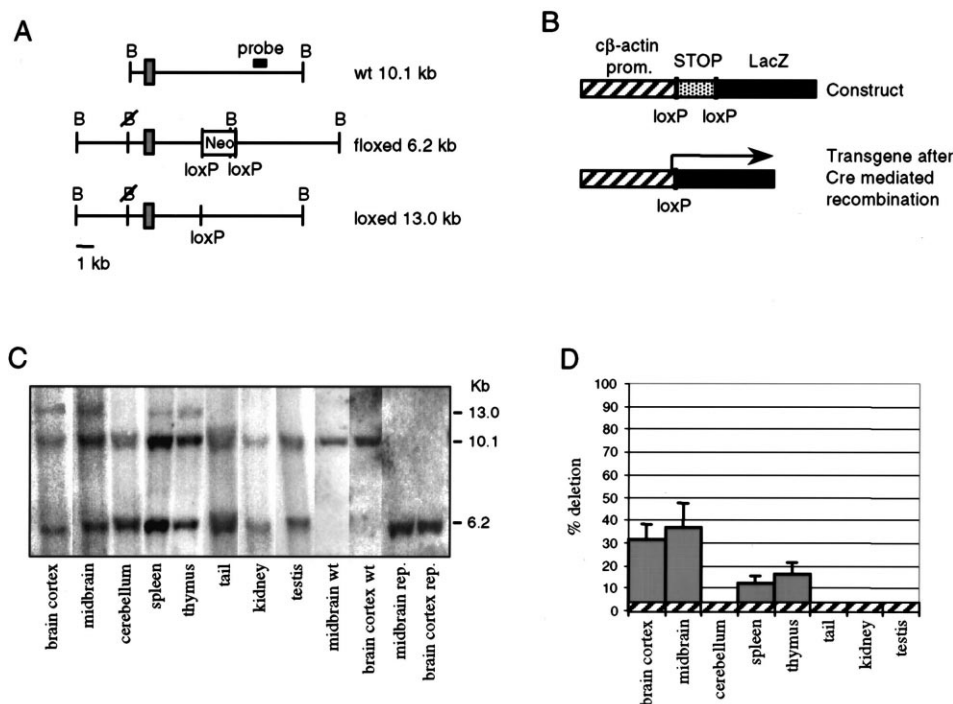 A
B
B
probe
wt 10.1 kb
B
B
B
B
Neo
loxP
loxP
floxed 6.2 kb
B
B
B
loxP
loxed 13.0 kb
1 kb
B
cβ-actin
prom.
STOP
LacZ
Construct
loxP
loxP
loxP
Transgene after
Cre mediated
recombination
C
Kb
13.0
10.1
6.2
brain cortex
midbrain
cerebellum
spleen
thymus
tail
kidney
testis
midbrain wt
brain cortex wt
midbrain rep.
brain cortex rep.
D
% deletion
100
90
80
70
60
50
40
30
20
10
0
brain cortex
midbrain
cerebellum
spleen
thymus
tail
kidney
testis